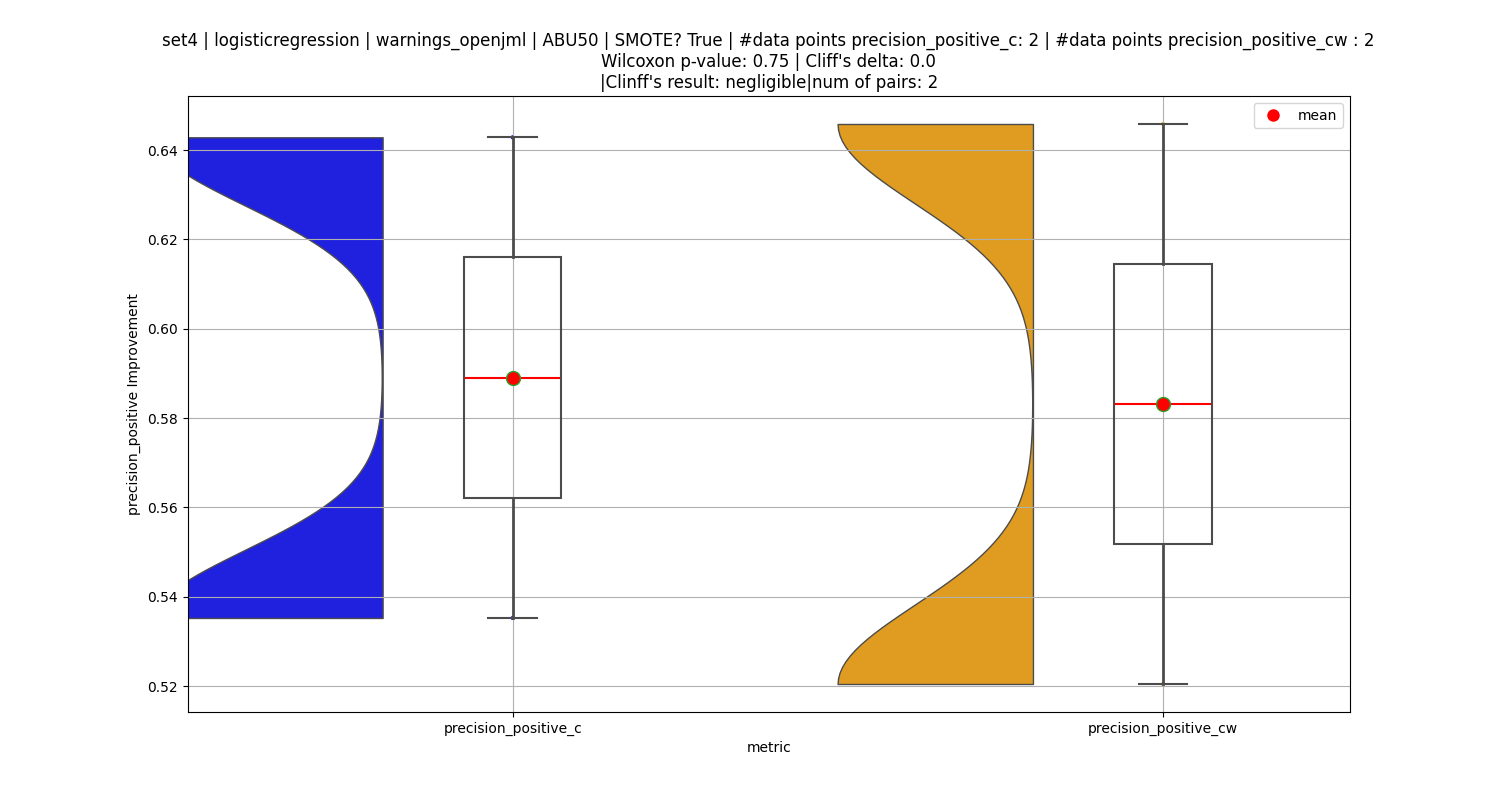 set4 | logisticregression | warnings_openjml | ABU50 | SMOTE? True | #data points precision_positive_c: 2 | #data points precision_positive_cw : 2
Wilcoxon p-value: 0.75 | Cliff's delta: 0.0
|Clinff's result: negligible|num of pairs: 2
mean
0.64
0.62
0.60
0.58
0.56
0.54
0.52
precision_positive Improvement
precision_positive_c
precision_positive_cw
metric